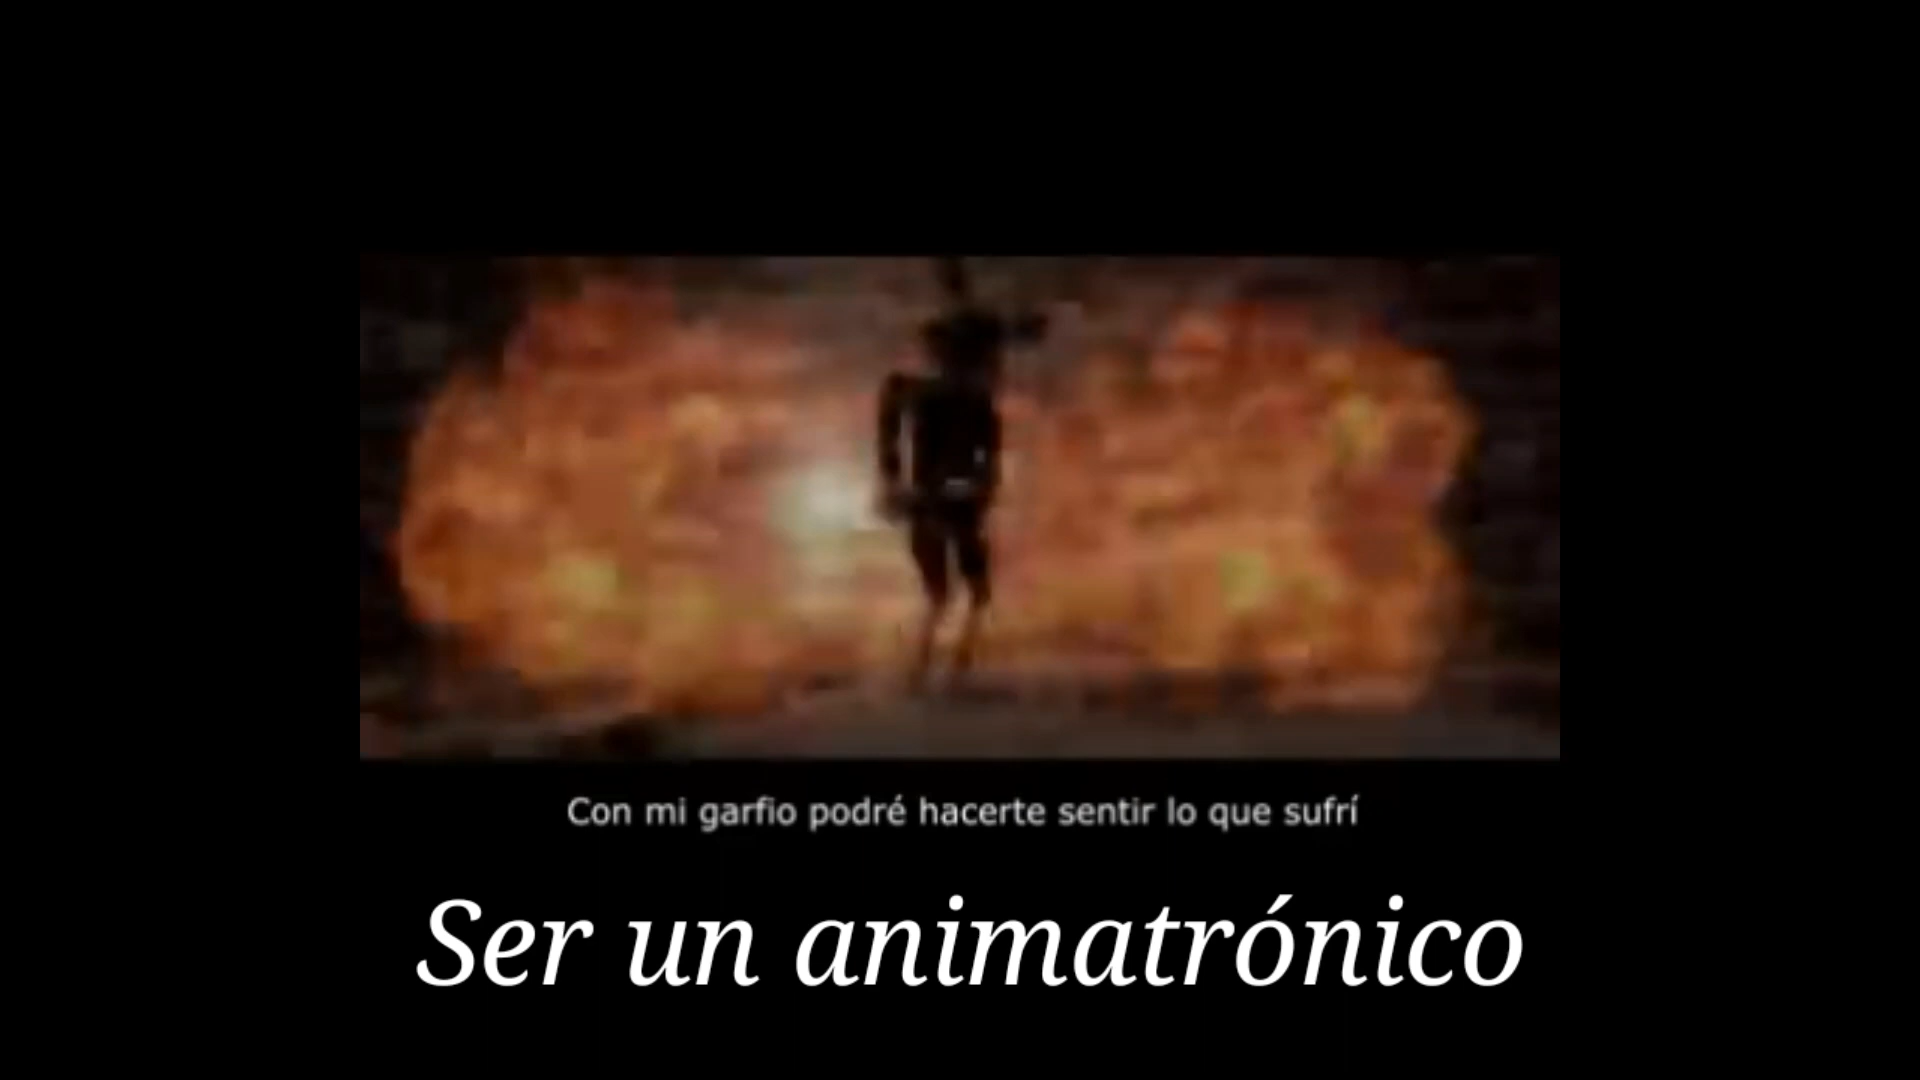 Con mi garfio podré hacerte sentir lo que sufrí
Ser un animatrónico